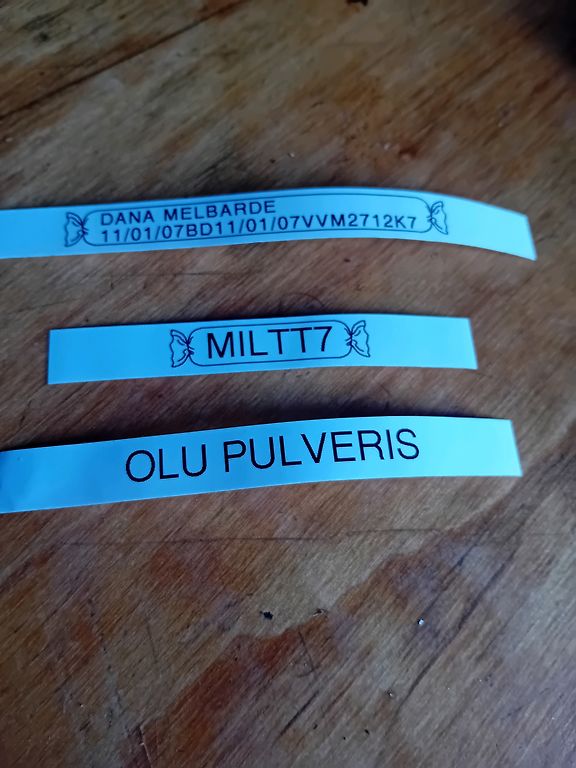 DANA MELBARDE
11/01/07BD11/01/07VVM2712K7
MILTT7
OLU PULVERIS